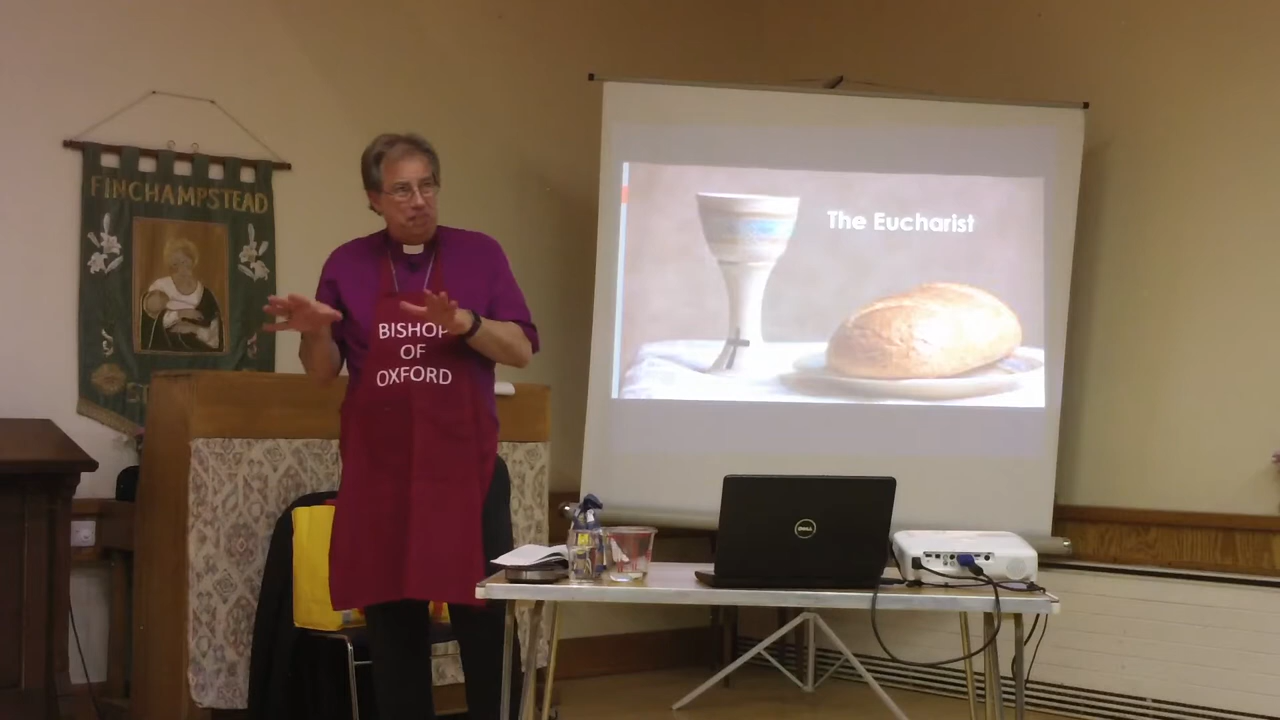 FINCHAMPSTEAD
BISHOP
OF
OXFORD
The Eucharist
DELL